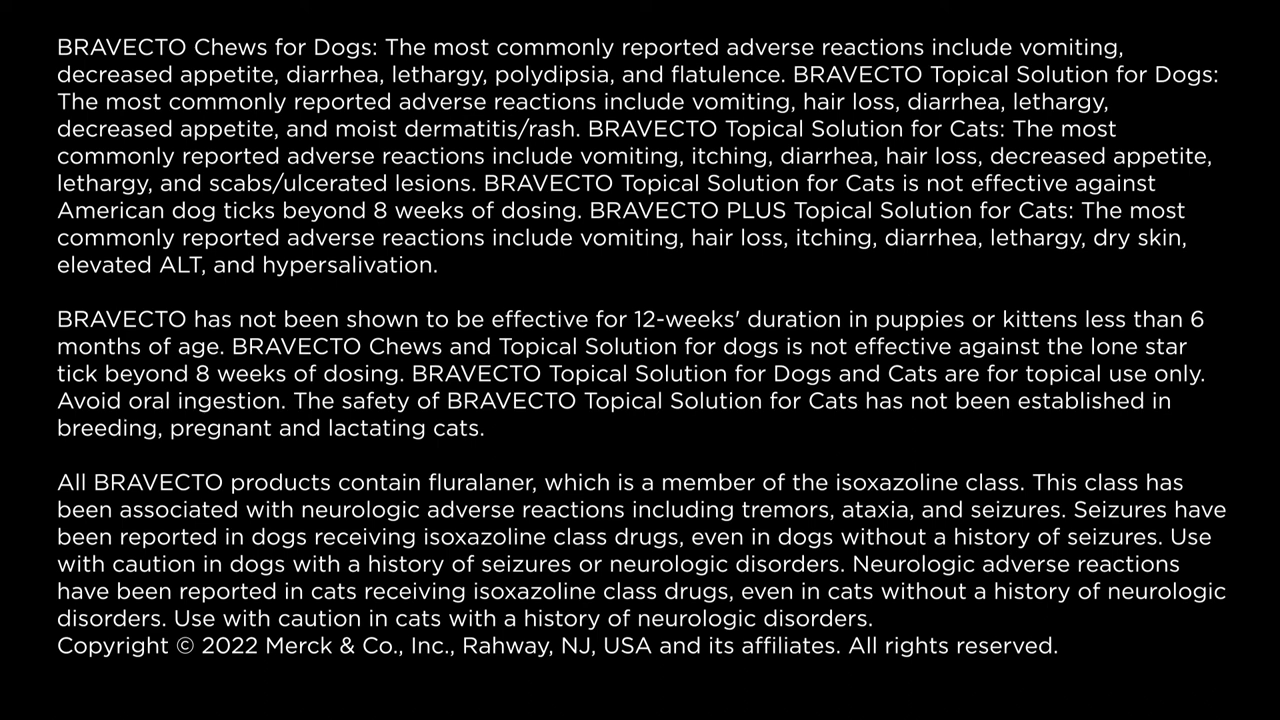 BRAVECTO Chews for Dogs: The most commonly reported adverse reactions include vomiting,
decreased appetite, diarrhea, lethargy, polydipsia, and flatulence. BRAVECTO Topical Solution for Dogs:
The most commonly reported adverse reactions include vomiting, hair loss, diarrhea, lethargy,
decreased appetite, and moist dermatitis/rash. BRAVECTO Topical Solution for Cats: The most
commonly reported adverse reactions include vomiting, itching, diarrhea, hair loss, decreased appetite,
lethargy, and scabs/ulcerated lesions. BRAVECTO Topical Solution for Cats is not effective against
American dog ticks beyond 8 weeks of dosing. BRAVECTO PLUS Topical Solution for Cats: The most
commonly reported adverse reactions include vomiting, hair loss, itching, diarrhea, lethargy, dry skin,
elevated ALT, and hypersalivation.
BRAVECTO has not been shown to be effective for 12-weeks' duration in puppies or kittens less than 6
months of age. BRAVECTO Chews and Topical Solution for dogs is not effective against the lone star
tick beyond 8 weeks of dosing. BRAVECTO Topical Solution for Dogs and Cats are for topical use only.
Avoid oral ingestion. The safety of BRAVECTO Topical Solution for Cats has not been established in
breeding, pregnant and lactating cats.
All BRAVECTO products contain fluralaner, which is a member of the isoxazoline class. This class has
been associated with neurologic adverse reactions including tremors, ataxia, and seizures. Seizures have
been reported in dogs receiving isoxazoline class drugs, even in dogs without a history of seizures. Use
with caution in dogs with a history of seizures or neurologic disorders. Neurologic adverse reactions
have been reported in cats receiving isoxazoline class drugs, even in cats without a history of neurologic
disorders. Use with caution in cats with a history of neurologic disorders.
Copyright © 2022 Merck & Co., Inc., Rahway, NJ, USA and its affiliates. All rights reserved.